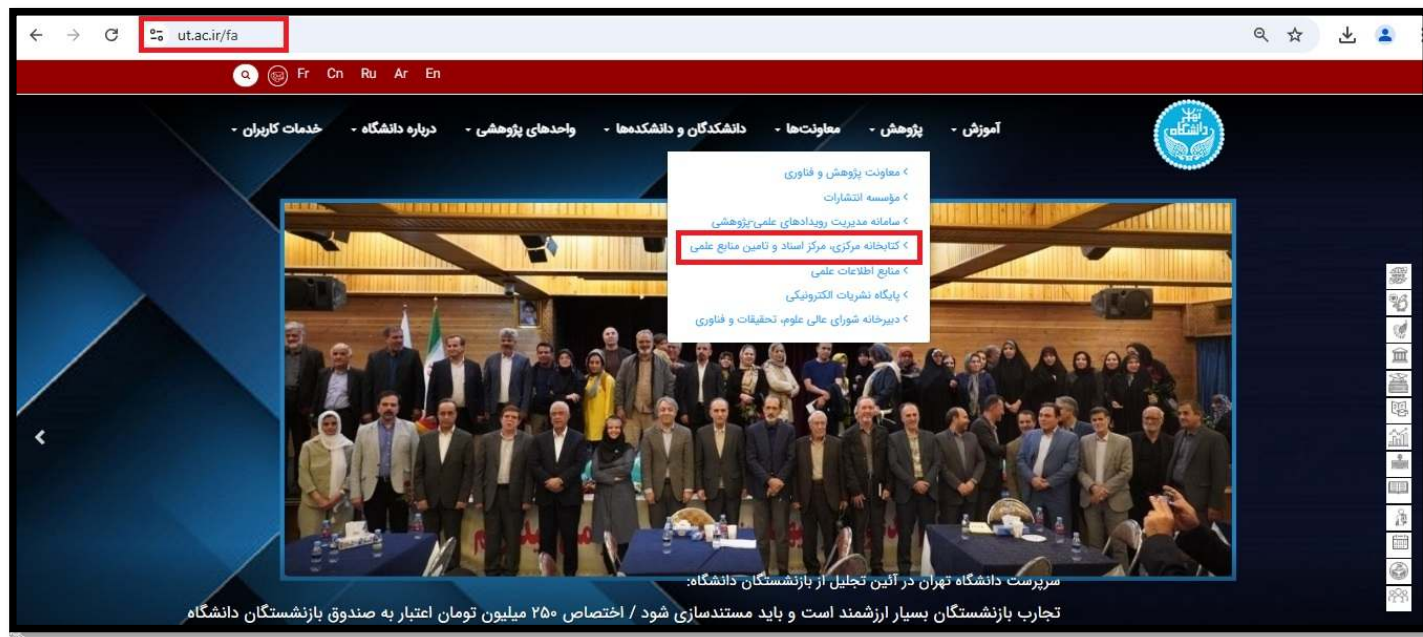 ut.ac.ir/fa
Fr Cn Ru Ar En
آموزش پژوهش معاونت‌ها دانشکدگان و دانشکده‌ها واحدهای پژوهشی درباره دانشگاه خدمات کاربران
معاونت پژوهش و فناوری
مؤسسه انتشارات
سامانه مدیریت رویدادهای علمی-پژوهشی
کتابخانه مرکزی، مرکز اسناد و تامین منابع علمی
منابع اطلاعات علمی
پایگاه نشریات الکترونیکی
دبیرخانه شورای عالی علوم، تحقیقات و فناوری
سرپرست دانشگاه تهران در آئین تجلیل از بازنشستگان دانشگاه:
تجارب بازنشستگان بسیار ارزشمند است و باید مستندسازی شود / اختصاص ۲۵۰ میلیون تومان اعتبار به صندوق بازنشستگان دانشگاه